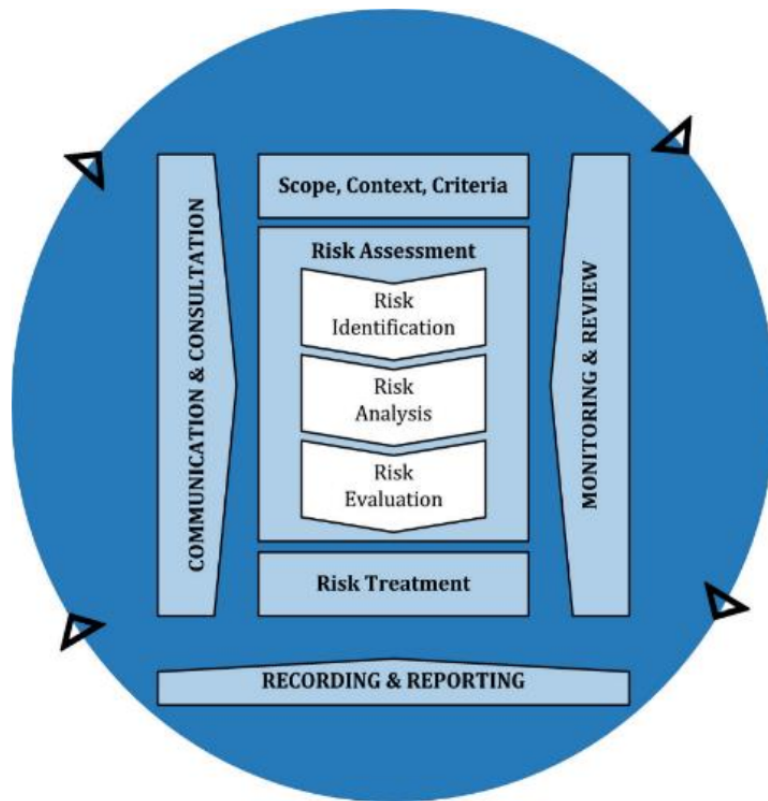 Scope, Context, Criteria
Risk Assessment
Risk
Identification
Risk
Analysis
Risk
Evaluation
Risk Treatment
COMMUNICATION & CONSULTATION
MONITORING & REVIEW
RECORDING & REPORTING